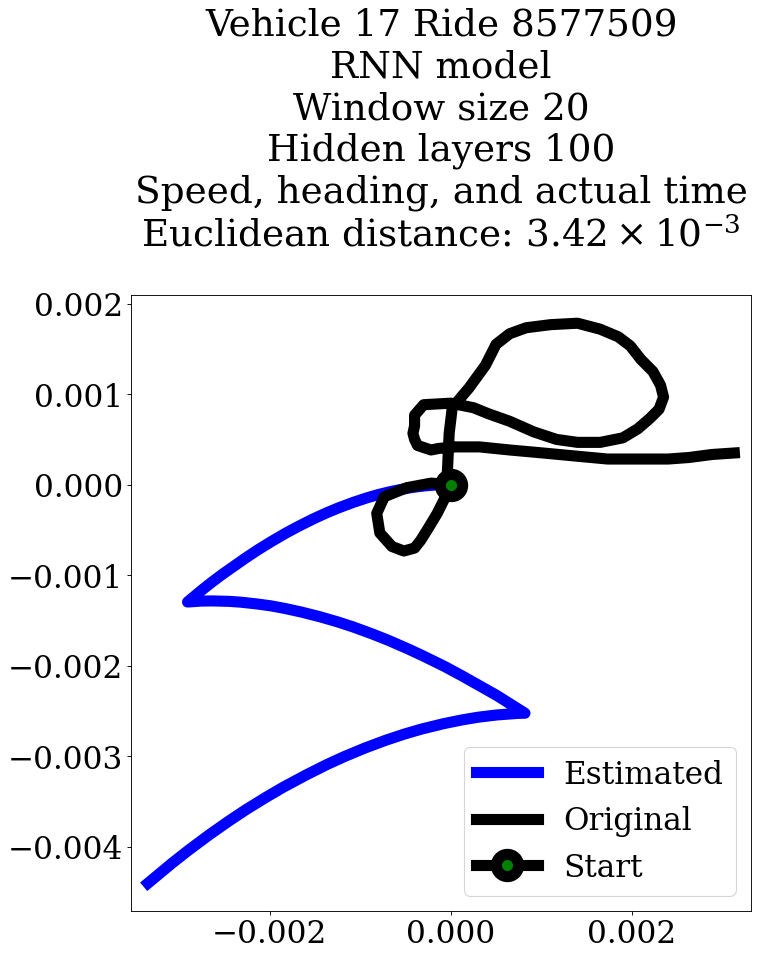 Vehicle 17 Ride 8577509
RNN model
Window size 20
Hidden layers 100
Speed, heading, and actual time
Euclidean distance: 3.42 × 10⁻³
0.002
0.001
0.000
−0.001
−0.002
−0.003
−0.004
Estimated
Original
Start
−0.002 0.000 0.002